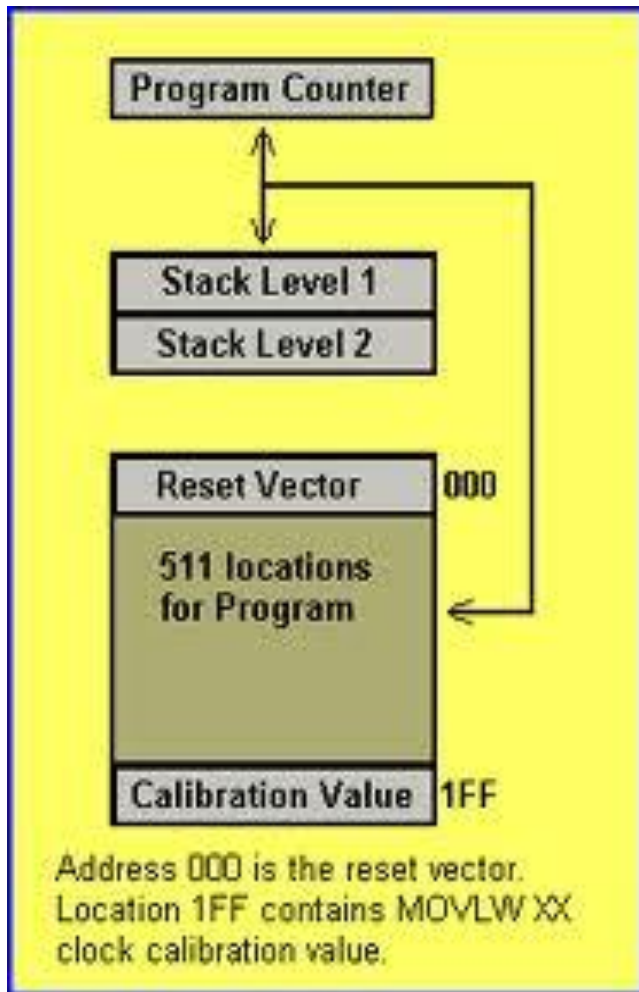 Program Counter
Stack Level 1
Stack Level 2
Reset Vector 000
511 locations
for Program
Calibration Value 1FF
Address 000 is the reset vector.
Location 1FF contains MOVLW XX
clock calibration value.